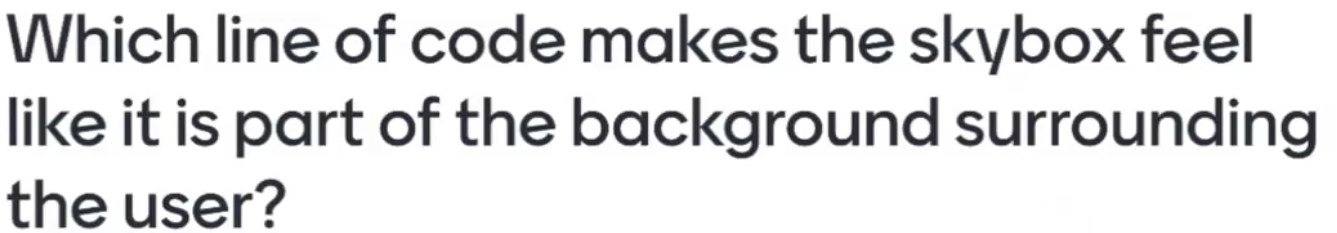 Which line of code makes the skybox feel
like it is part of the background surrounding
the user?